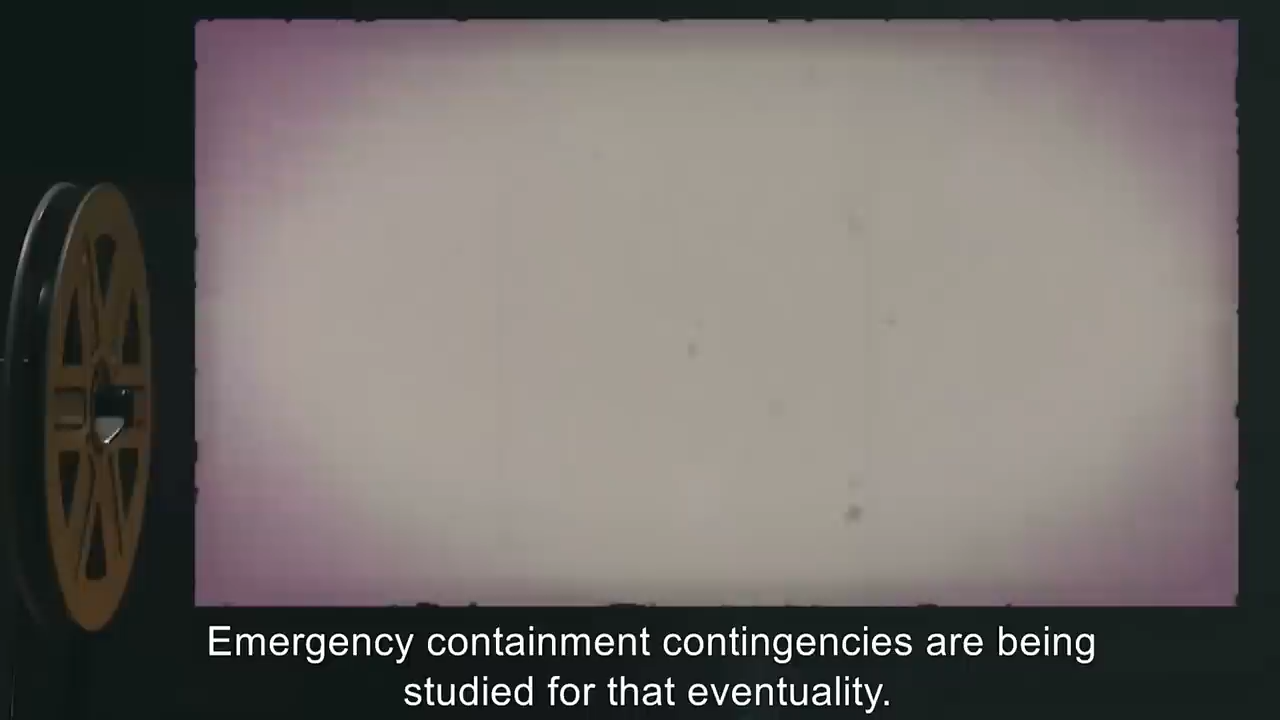 Emergency containment contingencies are being
studied for that eventuality.